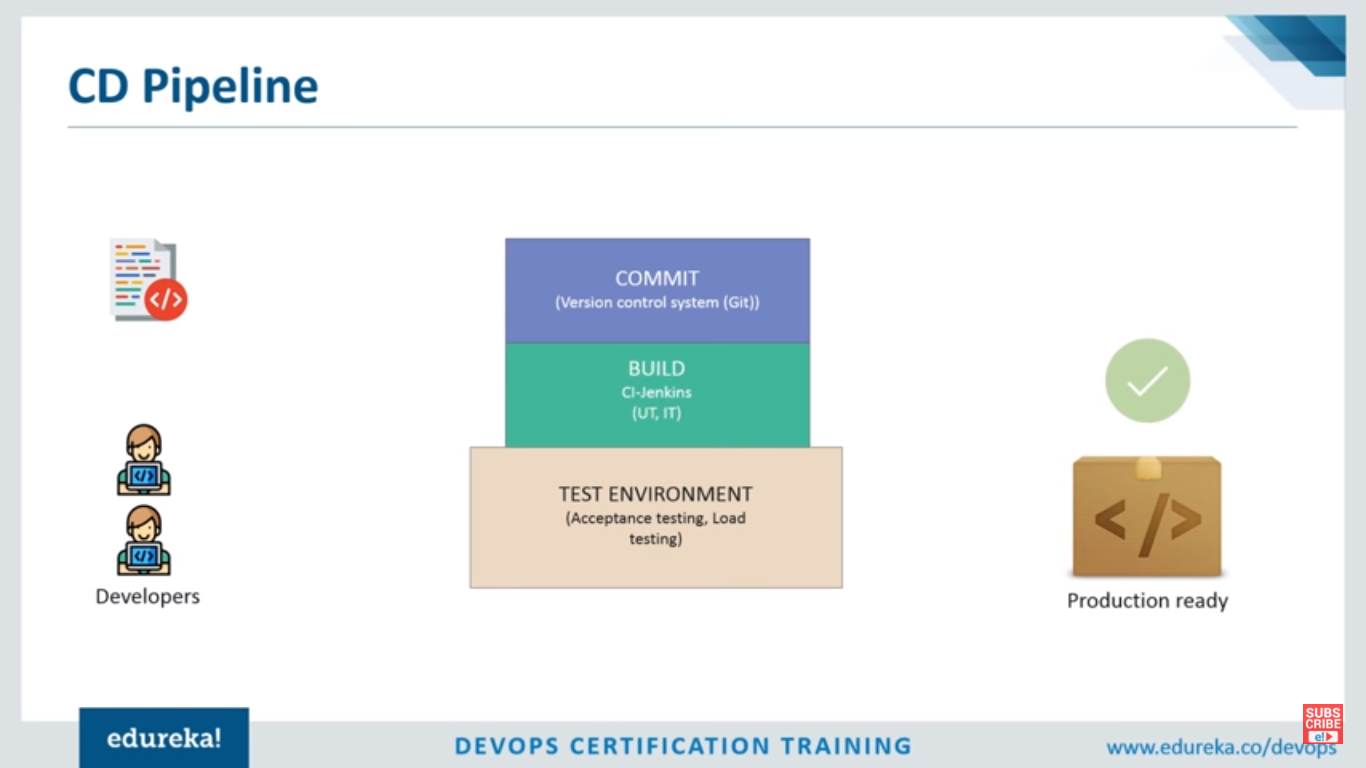 CD Pipeline
</>
COMMIT
(Version control system (Git))
BUILD
CI-Jenkins
(UT, IT)
TEST ENVIRONMENT
(Acceptance testing, Load
testing)
</>
</>
Developers
</>
Production ready
edureka!
DEVOPS CERTIFICATION TRAINING
www.edureka.co/devops
SUBS
CRIBE
e!